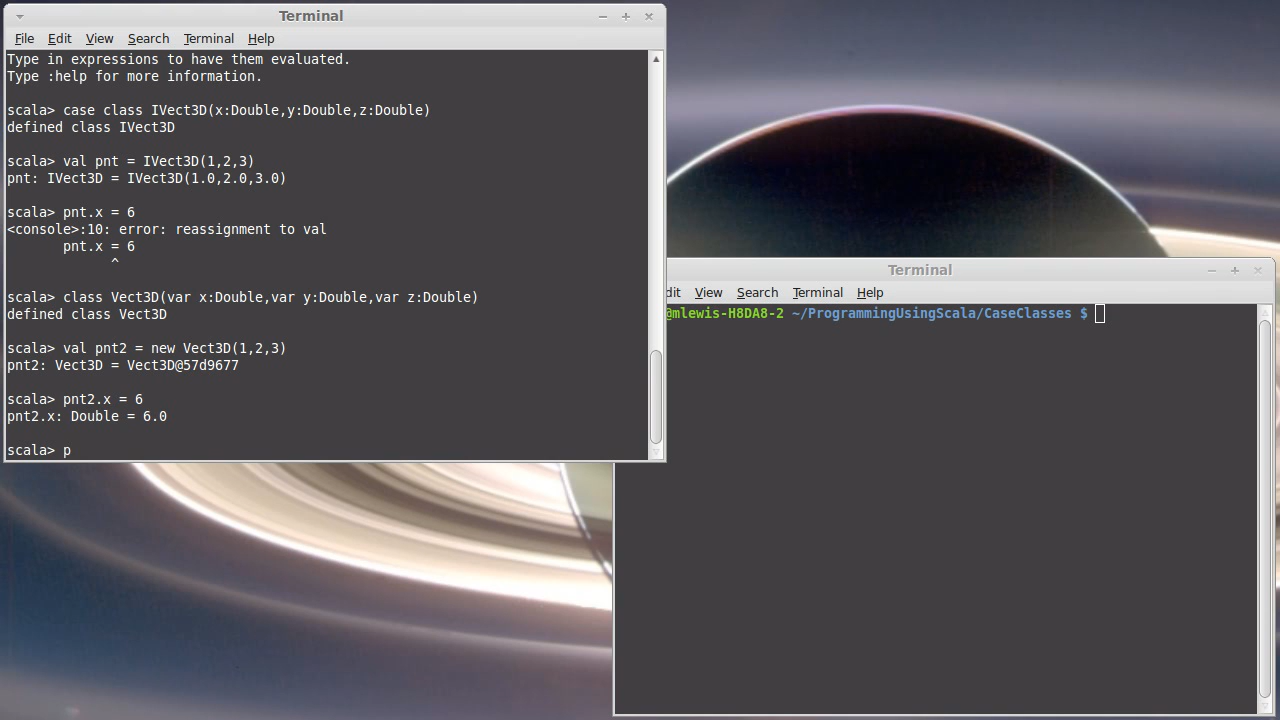 Terminal
File Edit View Search Terminal Help
Type in expressions to have them evaluated.
Type :help for more information.
scala> case class IVect3D(x:Double,y:Double,z:Double)
defined class IVect3D
scala> val pnt = IVect3D(1,2,3)
pnt: IVect3D = IVect3D(1.0,2.0,3.0)
scala> pnt.x = 6
<console>:10: error: reassignment to val
       pnt.x = 6
             ^
scala> class Vect3D(var x:Double,var y:Double,var z:Double)
defined class Vect3D
scala> val pnt2 = new Vect3D(1,2,3)
pnt2: Vect3D = Vect3D@57d9677
scala> pnt2.x = 6
pnt2.x: Double = 6.0
scala> p
Terminal
dit View Search Terminal Help
@mlewis-H8DA8-2 ~/ProgrammingUsingScala/CaseClasses $